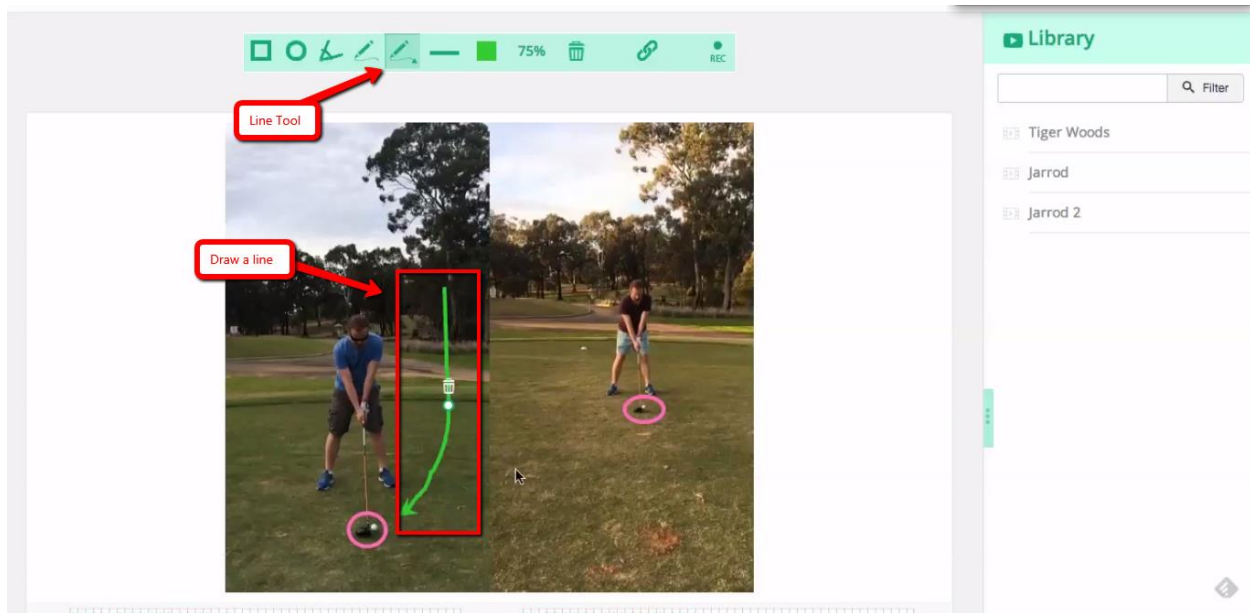 75%
REC
Library
Filter
Line Tool
Tiger Woods
Jarrod
Jarrod 2
Draw a line